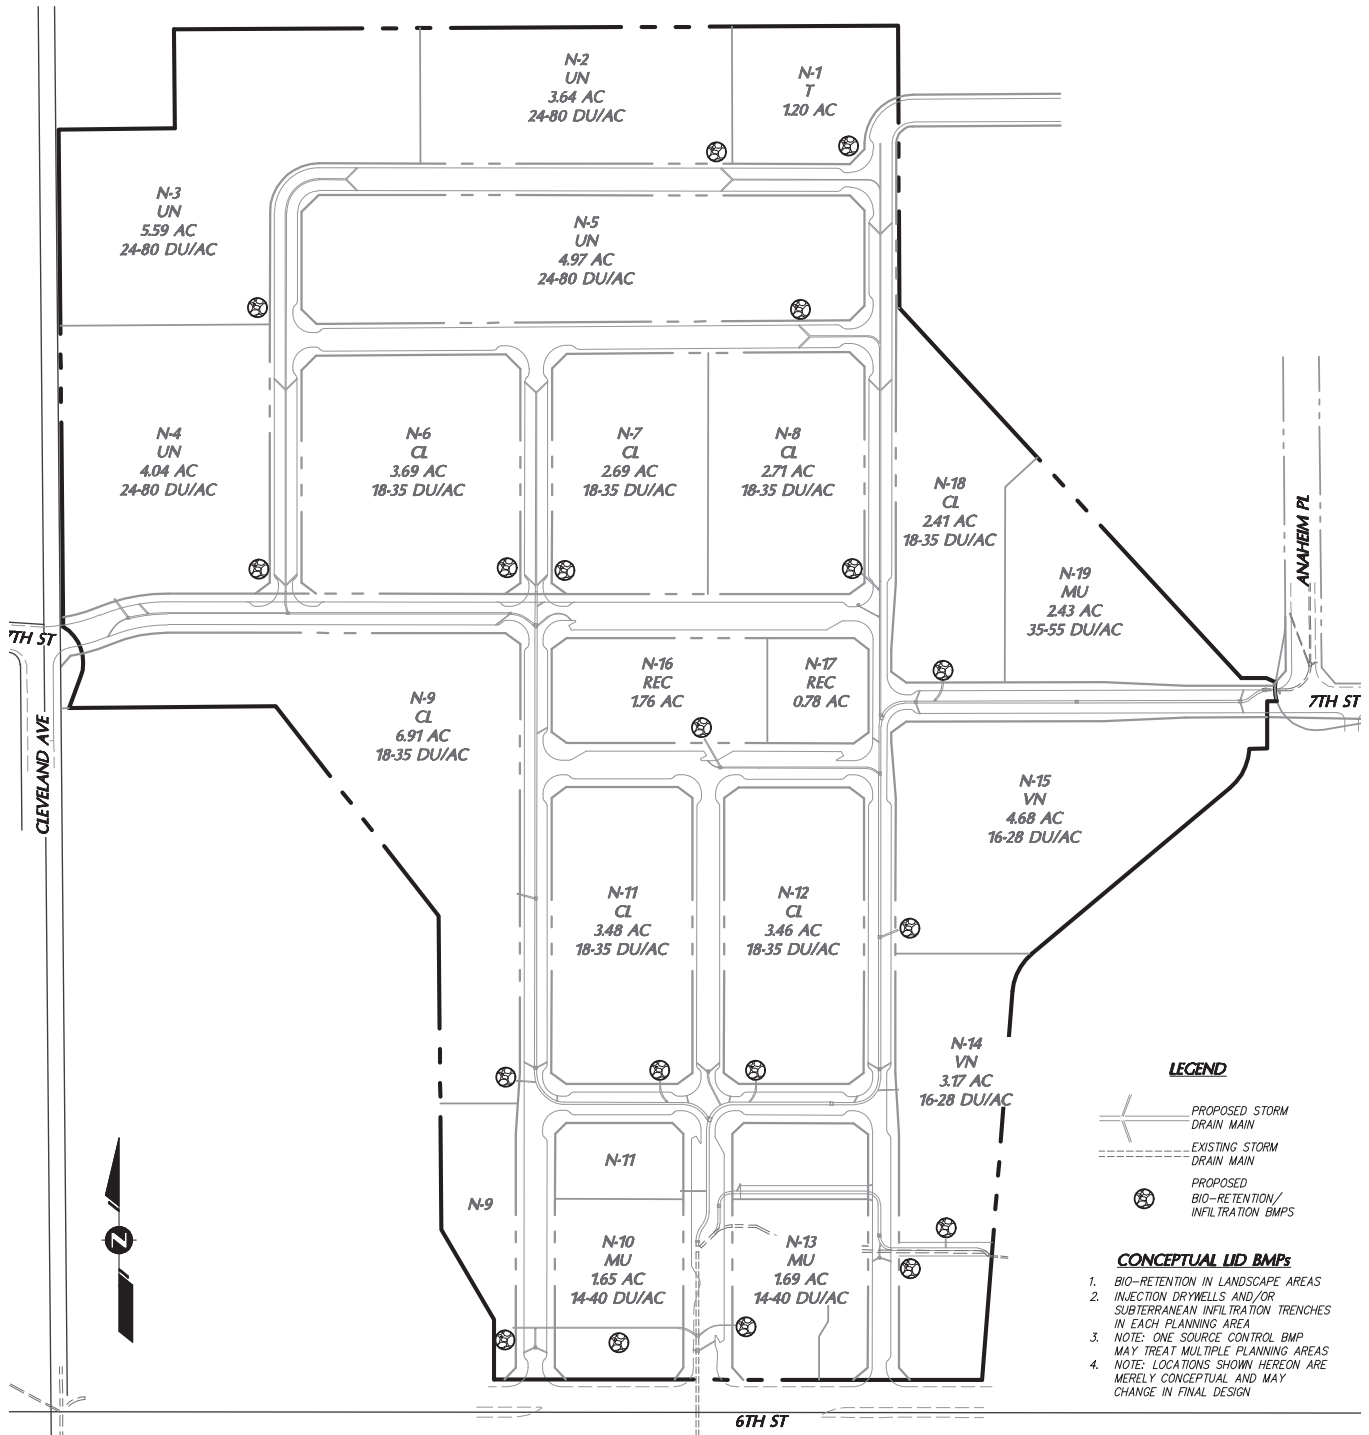 N-2
UN
3.64 AC
24-80 DU/AC
N-1
T
1.20 AC
N-3
UN
5.59 AC
24-80 DU/AC
N-5
UN
4.97 AC
24-80 DU/AC
N-4
UN
4.04 AC
24-80 DU/AC
N-6
CL
3.69 AC
18-35 DU/AC
N-7
CL
2.69 AC
18-35 DU/AC
N-8
CL
2.71 AC
18-35 DU/AC
N-18
CL
2.41 AC
18-35 DU/AC
N-19
MU
2.43 AC
35-55 DU/AC
ANAHEIM PL
7TH ST
N-16
REC
1.76 AC
N-17
REC
0.78 AC
7TH ST
N-9
CL
6.91 AC
18-35 DU/AC
CLEVELAND AVE
N-15
VN
4.68 AC
16-28 DU/AC
N-11
CL
3.48 AC
18-35 DU/AC
N-12
CL
3.46 AC
18-35 DU/AC
N-14
VN
3.17 AC
16-28 DU/AC
N-11
N-9
N-10
MU
1.65 AC
14-40 DU/AC
N-13
MU
1.69 AC
14-40 DU/AC
Z
6TH ST
LEGEND
PROPOSED STORM
DRAIN MAIN
EXISTING STORM
DRAIN MAIN
PROPOSED
BIO-RETENTION/
INFILTRATION BMPS
CONCEPTUAL LID BMPs
1. BIO-RETENTION IN LANDSCAPE AREAS
2. INJECTION DRYWELLS AND/OR
SUBTERRANEAN INFILTRATION TRENCHES
IN EACH PLANNING AREA
3. NOTE: ONE SOURCE CONTROL BMP
MAY TREAT MULTIPLE PLANNING AREAS
4. NOTE: LOCATIONS SHOWN HEREON ARE
MERELY CONCEPTUAL AND MAY
CHANGE IN FINAL DESIGN